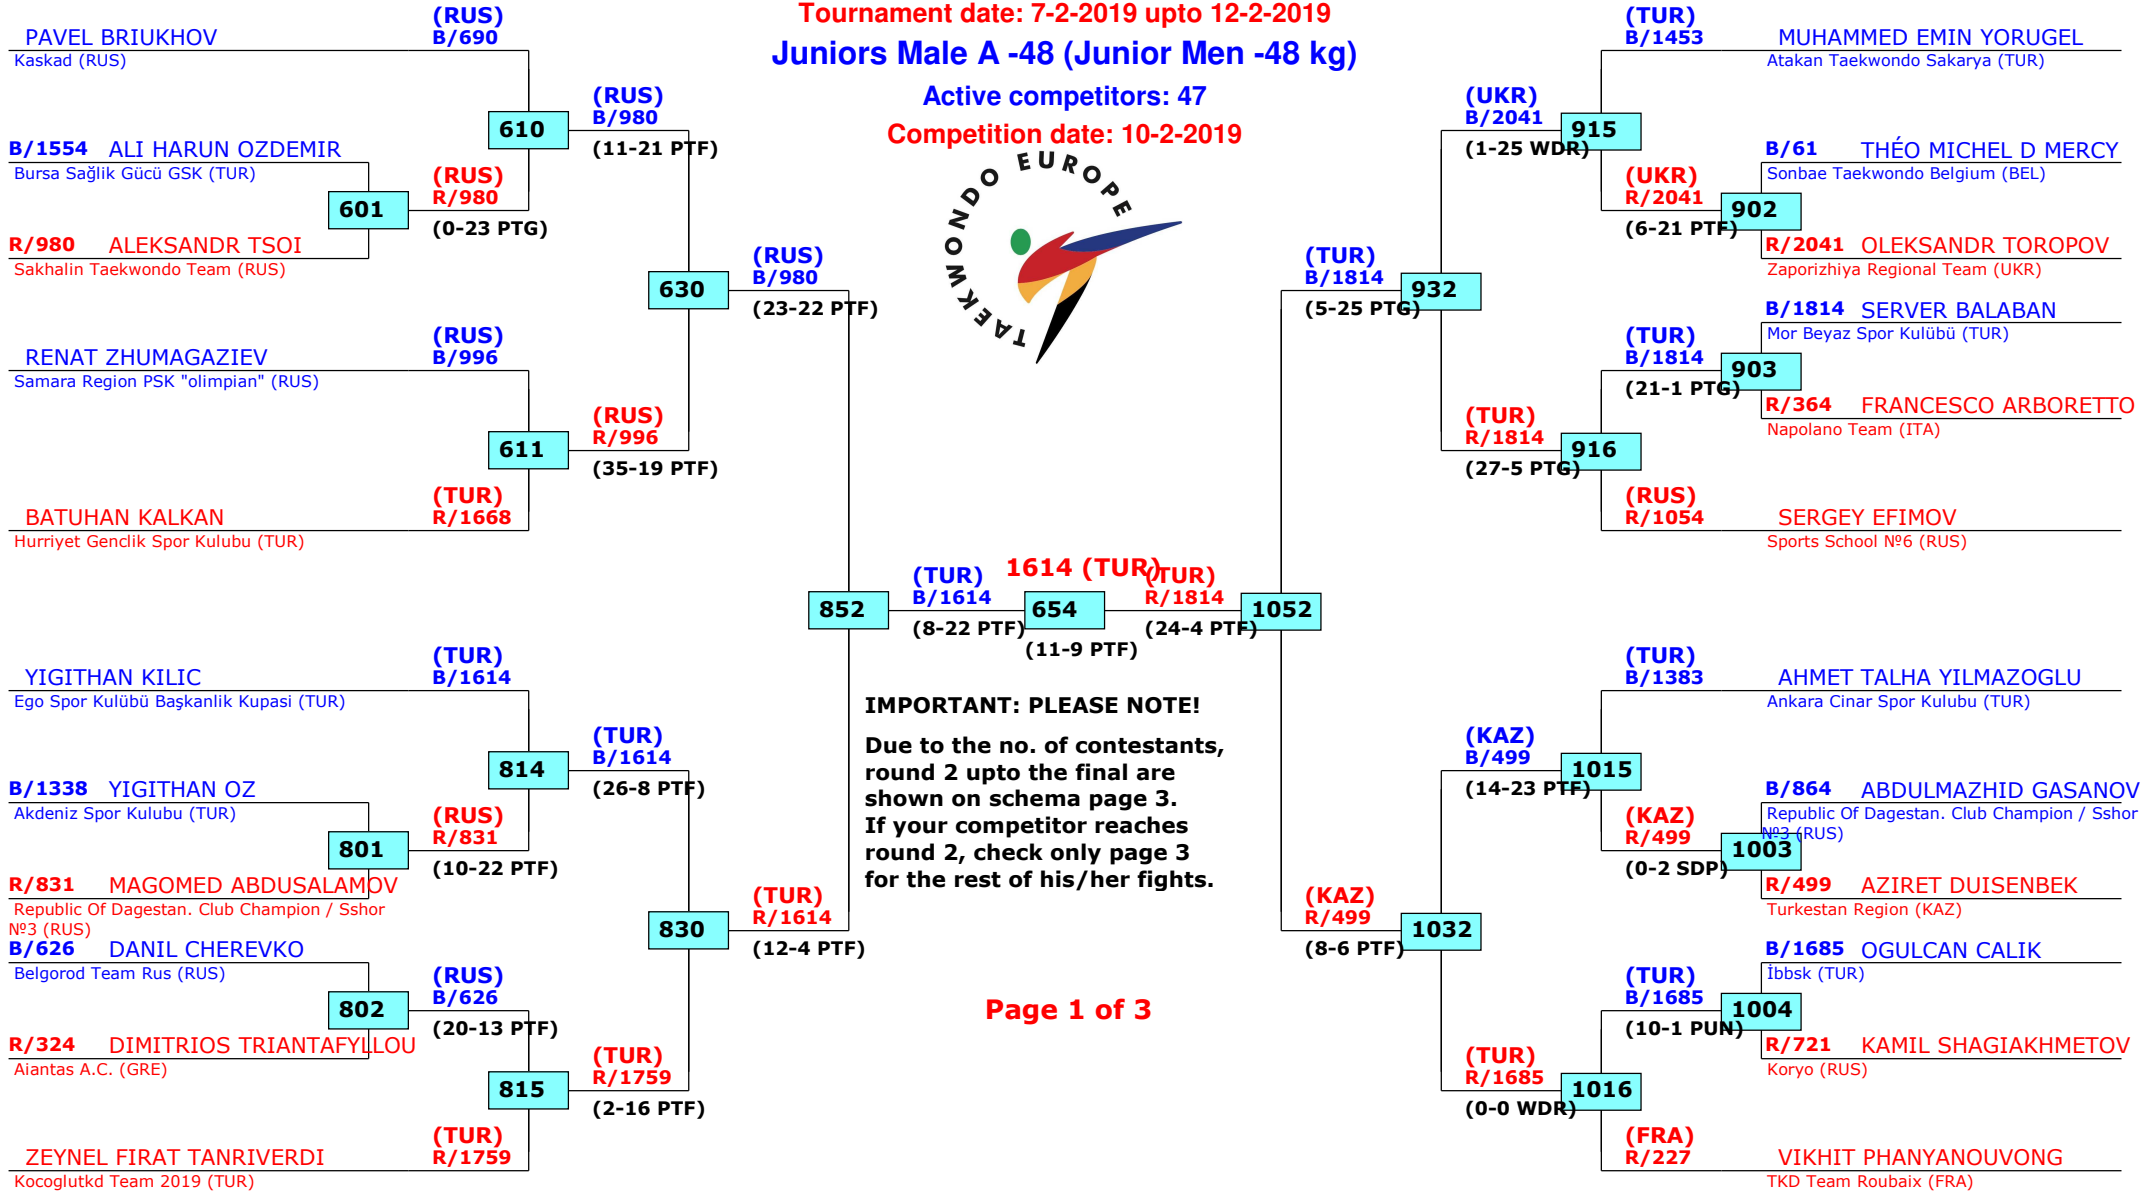 Tournament date: 7-2-2019 upto 12-2-2019
Juniors Male A -48 (Junior Men -48 kg)
Active competitors: 47
Competition date: 10-2-2019
TAEKWONDO EUROPE
PAVEL BRIUKHOV
Kaskad (RUS)
(RUS)
B/690
B/1554 ALI HARUN OZDEMIR
Bursa Sağlik Gücü GSK (TUR)
601
R/980 ALEKSANDR TSOI
Sakhalin Taekwondo Team (RUS)
(RUS)
R/980
(0-23 PTG)
610
(RUS)
B/980
(11-21 PTF)
RENAT ZHUMAGAZIEV
Samara Region PSK "olimpian" (RUS)
(RUS)
B/996
611
BATUHAN KALKAN
Hurriyet Genclik Spor Kulubu (TUR)
(TUR)
R/1668
(RUS)
R/996
(35-19 PTF)
630
(RUS)
B/980
(23-22 PTF)
YIGITHAN KILIC
Ego Spor Kulübü Başkanlik Kupasi (TUR)
(TUR)
B/1614
B/1338 YIGITHAN OZ
Akdeniz Spor Kulubu (TUR)
801
R/831 MAGOMED ABDUSALAMOV
Republic Of Dagestan. Club Champion / Sshor
№3 (RUS)
(RUS)
R/831
(10-22 PTF)
814
(TUR)
B/1614
(26-8 PTF)
B/626 DANIL CHEREVKO
Belgorod Team Rus (RUS)
802
R/324 DIMITRIOS TRIANTAFYLLOU
Aiantas A.C. (GRE)
(RUS)
B/626
(20-13 PTF)
815
ZEYNEL FIRAT TANRIVERDI
Kocoglutkd Team 2019 (TUR)
(TUR)
R/1759
(TUR)
R/1759
(2-16 PTF)
830
(TUR)
R/1614
(12-4 PTF)
852
(TUR)
B/1614
(8-22 PTF)
1614 (TUR)
654
(11-9 PTF)
(TUR)
R/1814
(24-4 PTF)
1052
IMPORTANT: PLEASE NOTE!
Due to the no. of contestants,
round 2 upto the final are
shown on schema page 3.
If your competitor reaches
round 2, check only page 3
for the rest of his/her fights.
Page 1 of 3
(TUR)
B/1453
MUHAMMED EMIN YORUGEL
Atakan Taekwondo Sakarya (TUR)
(UKR)
B/2041
(1-25 WDR)
915
B/61 THÉO MICHEL D MERCY
Sonbae Taekwondo Belgium (BEL)
(UKR)
R/2041
(6-21 PTF)
902
R/2041 OLEKSANDR TOROPOV
Zaporizhiya Regional Team (UKR)
(TUR)
B/1814
(5-25 PTG)
932
B/1814 SERVER BALABAN
Mor Beyaz Spor Kulübü (TUR)
(TUR)
B/1814
(21-1 PTG)
903
R/364 FRANCESCO ARBORETTO
Napolano Team (ITA)
(TUR)
R/1814
(27-5 PTG)
916
(RUS)
R/1054
SERGEY EFIMOV
Sports School №6 (RUS)
(TUR)
B/1383
AHMET TALHA YILMAZOGLU
Ankara Cinar Spor Kulubu (TUR)
(KAZ)
B/499
(14-23 PTF)
1015
B/864 ABDULMAZHID GASANOV
Republic Of Dagestan. Club Champion / Sshor
№3 (RUS)
(KAZ)
R/499
(0-2 SDP)
1003
R/499 AZIRET DUISENBEK
Turkestan Region (KAZ)
(KAZ)
R/499
(8-6 PTF)
1032
B/1685 OGULCAN CALIK
İbbsk (TUR)
(TUR)
B/1685
(10-1 PUN)
1004
R/721 KAMIL SHAGIAKHMETOV
Koryo (RUS)
(TUR)
R/1685
(0-0 WDR)
1016
(FRA)
R/227
VIKHIT PHANYANOUVONG
TKD Team Roubaix (FRA)